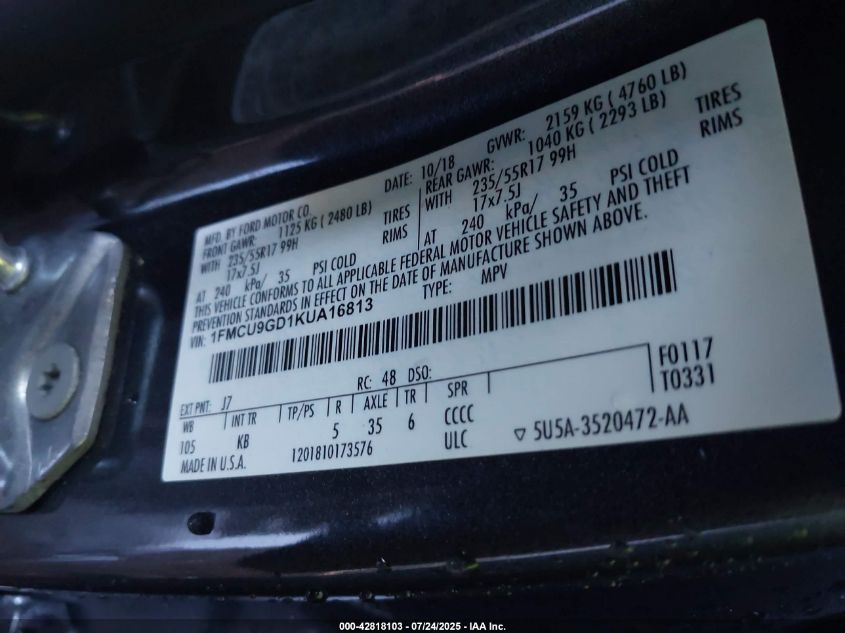 MFD. BY FORD MOTOR CO. DATE: 10/18 GVWR: 2159 KG ( 4760 LB)
FRONT GAWR: 1125 KG ( 2480 LB) REAR GAWR: 1040 KG ( 2293 LB)
WITH 235/55R17 99H TIRES WITH 235/55R17 99H TIRES
17x7.5J RIMS 17x7.5J RIMS
AT 240 kPa/ 35 PSI COLD AT 240 kPa/ 35 PSI COLD
THIS VEHICLE CONFORMS TO ALL APPLICABLE FEDERAL MOTOR VEHICLE SAFETY AND THEFT
PREVENTION STANDARDS IN EFFECT ON THE DATE OF MANUFACTURE SHOWN ABOVE.
VIN: 1FMCU9GD1KUA16813 TYPE: MPV
EXT PNT: J7 RC: 48 DSO: F0117
WB INT TR TP/PS R AXLE TR SPR T0331
105 KB 5 35 6 CCCC
MADE IN U.S.A. 1201810173576 ULC ▽ 5U5A-3520472-AA
000-42818103 - 07/24/2025 - IAA Inc.